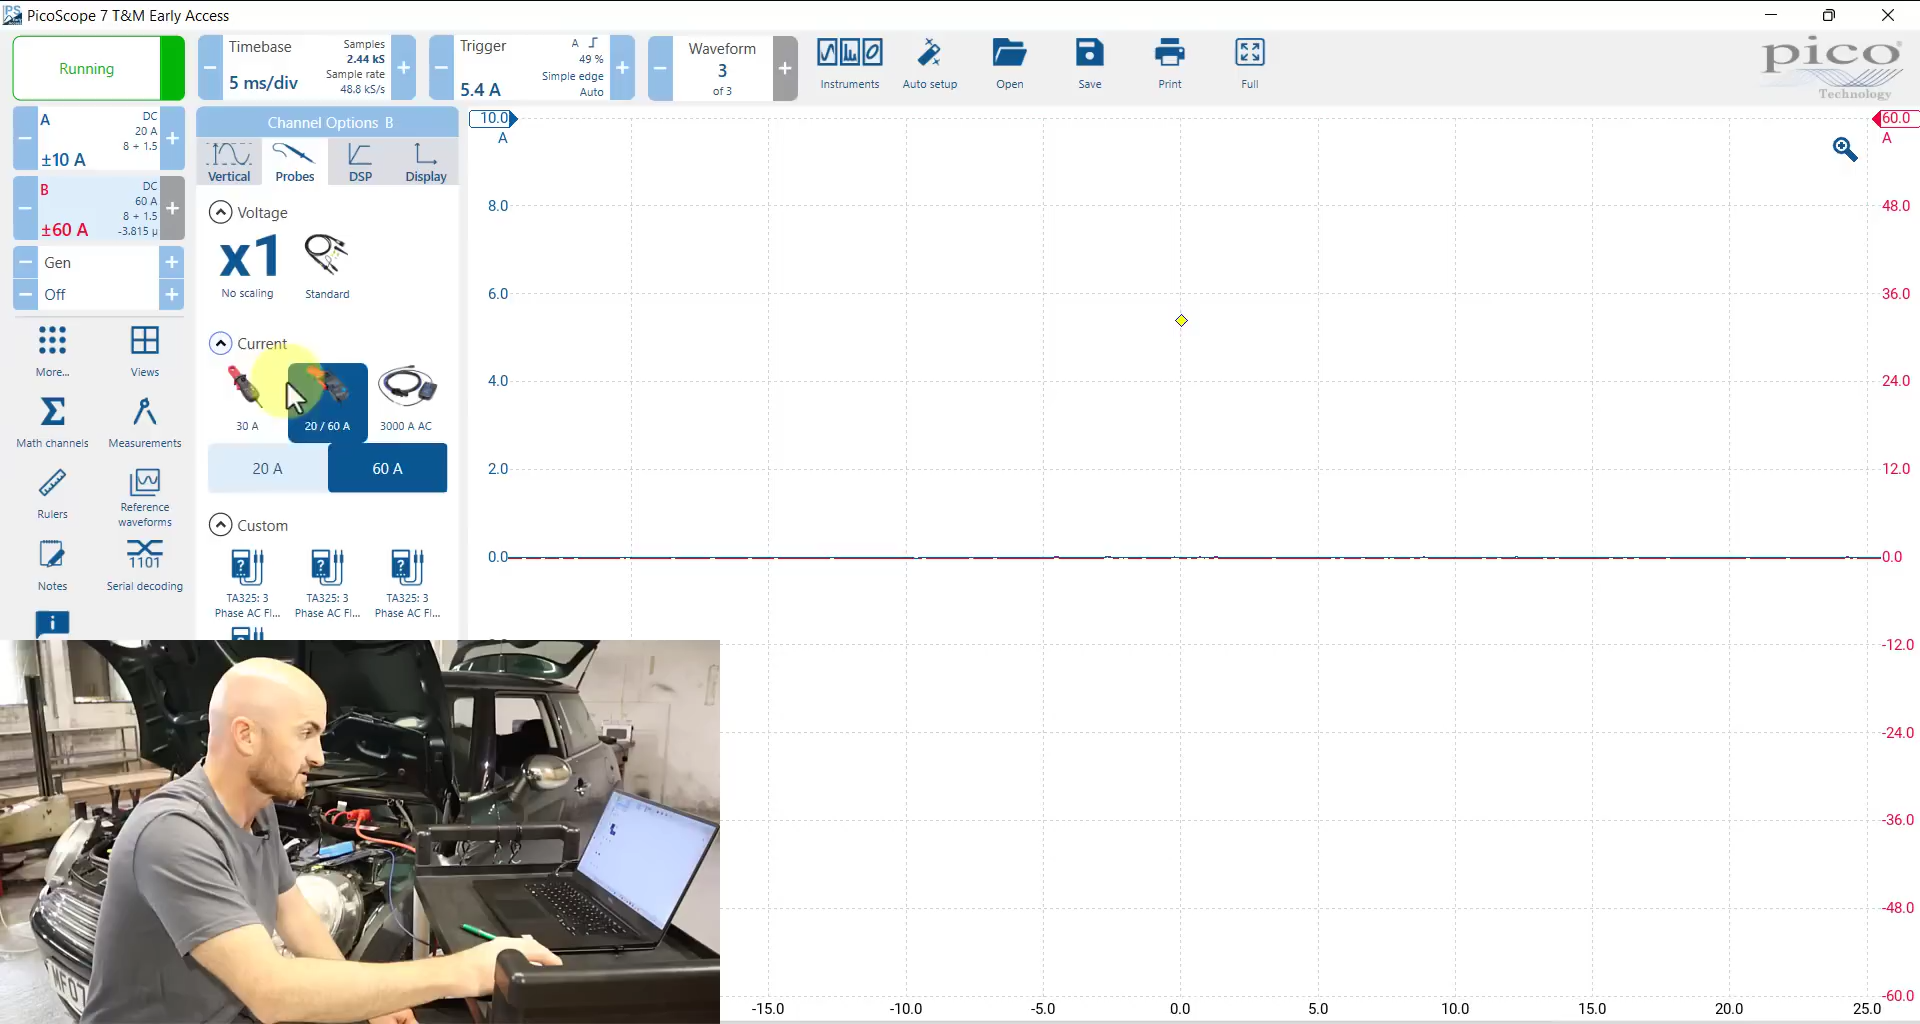 PicoScope 7 T&M Early Access
Running
Timebase
5 ms/div
Samples
2.44 kS
Sample rate
48.8 kS/s
Trigger
5.4 A
A
49 %
Simple edge
Auto
Waveform
3
of 3
Instruments
Auto setup
Open
Save
Print
Full
pico
Technology
A
±10 A
DC
20 A
8 + 1.5
B
±60 A
DC
60 A
8 + 1.5
-3.815 µ
Gen
Off
More...
Views
Math channels
Measurements
Rulers
Reference
waveforms
Notes
1101
Serial decoding
Channel Options B
Vertical
Probes
DSP
Display
Voltage
x1
No scaling
Standard
Current
30 A
20 / 60 A
3000 A AC
20 A
60 A
Custom
TA325: 3
Phase AC Fl...
TA325: 3
Phase AC Fl...
TA325: 3
Phase AC Fl...
10.0
A
8.0
6.0
4.0
2.0
0.0
60.0
A
48.0
36.0
24.0
12.0
0.0
-12.0
-24.0
-36.0
-48.0
-60.0
-15.0
-10.0
-5.0
0.0
5.0
10.0
15.0
20.0
25.0